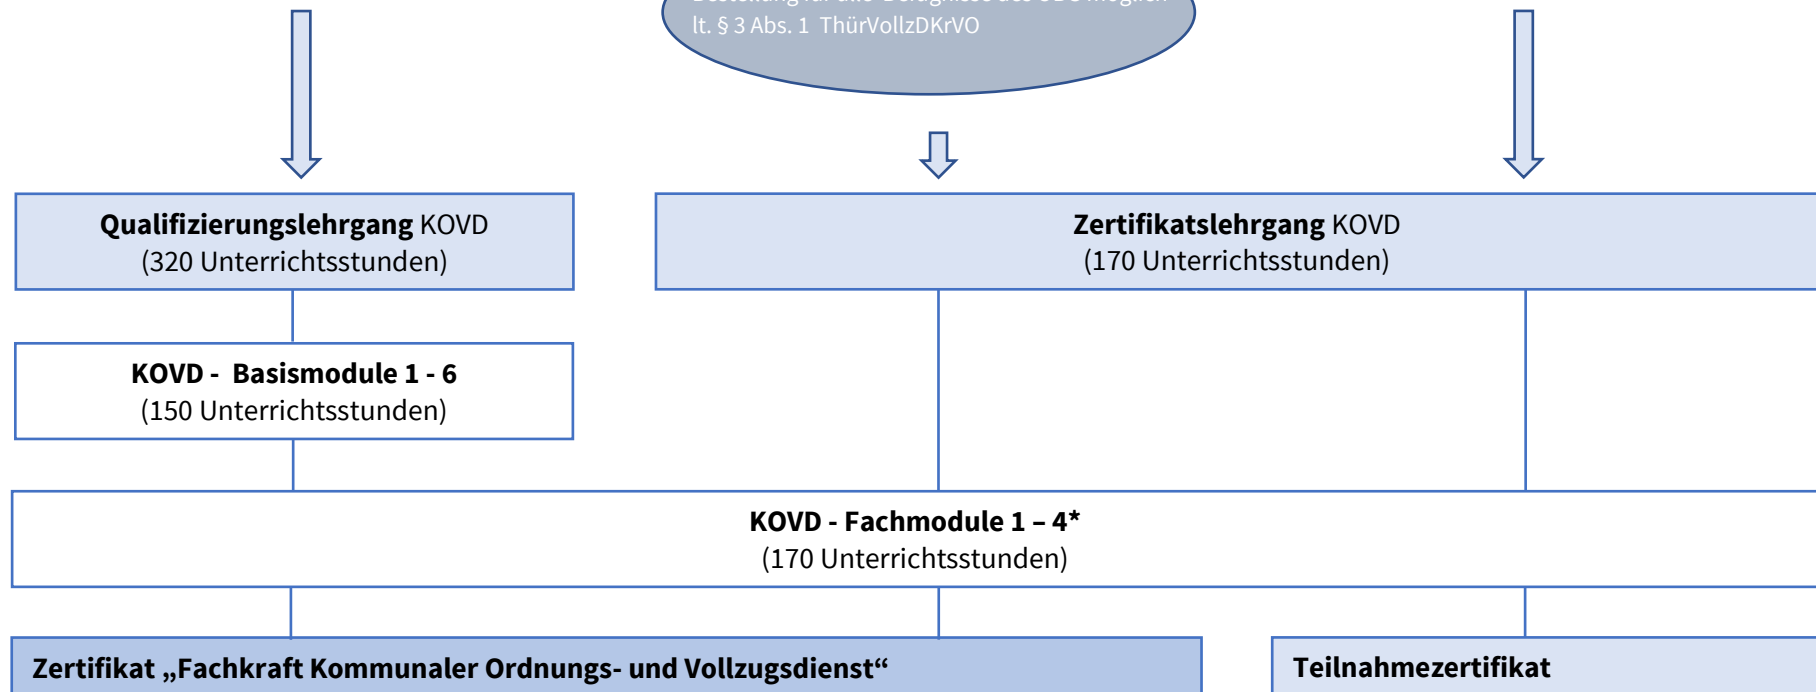 lt. § 3 Abs. 1 ThürVollzDKrVO
Qualifizierungslehrgang KOVD
(320 Unterrichtsstunden)
Zertifikatslehrgang KOVD
(170 Unterrichtsstunden)
KOVD - Basismodule 1 - 6
(150 Unterrichtsstunden)
KOVD - Fachmodule 1 – 4*
(170 Unterrichtsstunden)
Zertifikat „Fachkraft Kommunaler Ordnungs- und Vollzugsdienst“
Teilnahmezertifikat